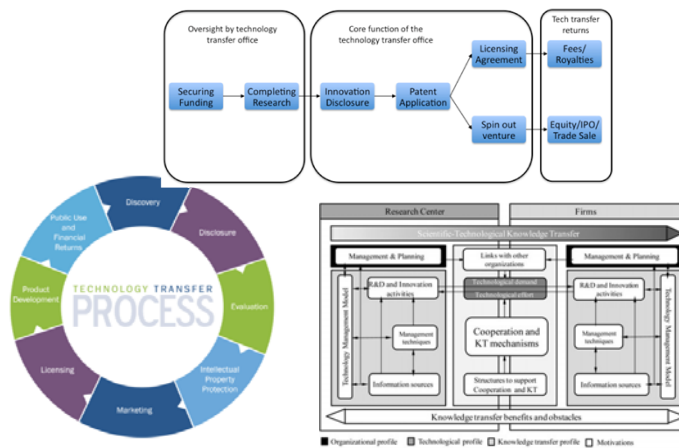 Oversight by technology
transfer office
Core function of the
technology transfer office
Tech transfer
returns
Securing
Funding
Completing
Research
Innovation
Disclosure
Patent
Application
Licensing
Agreement
Fees/
Royalties
Spin out
venture
Equity/IPO/
Trade Sale
Discovery
Disclosure
Evaluation
Intellectual
Property
Protection
Marketing
Licensing
Product
Development
Public Use
and Financial
Returns
TECHNOLOGY TRANSFER
PROCESS
Research Center
Firms
Scientific-Technological Knowledge Transfer
Management & Planning
Links with other
organizations
Management & Planning
Technology Management Model
R&D and Innovation
activities
Technological demand
Technological effort
R&D and Innovation
activities
Technology Management Model
Management
techniques
Cooperation and
KT mechanisms
Management
techniques
Information sources
Structures to support
Cooperation and KT
Information sources
Knowledge transfer benefits and obstacles
Organizational profile
Technological profile
Knowledge transfer profile
Motivations